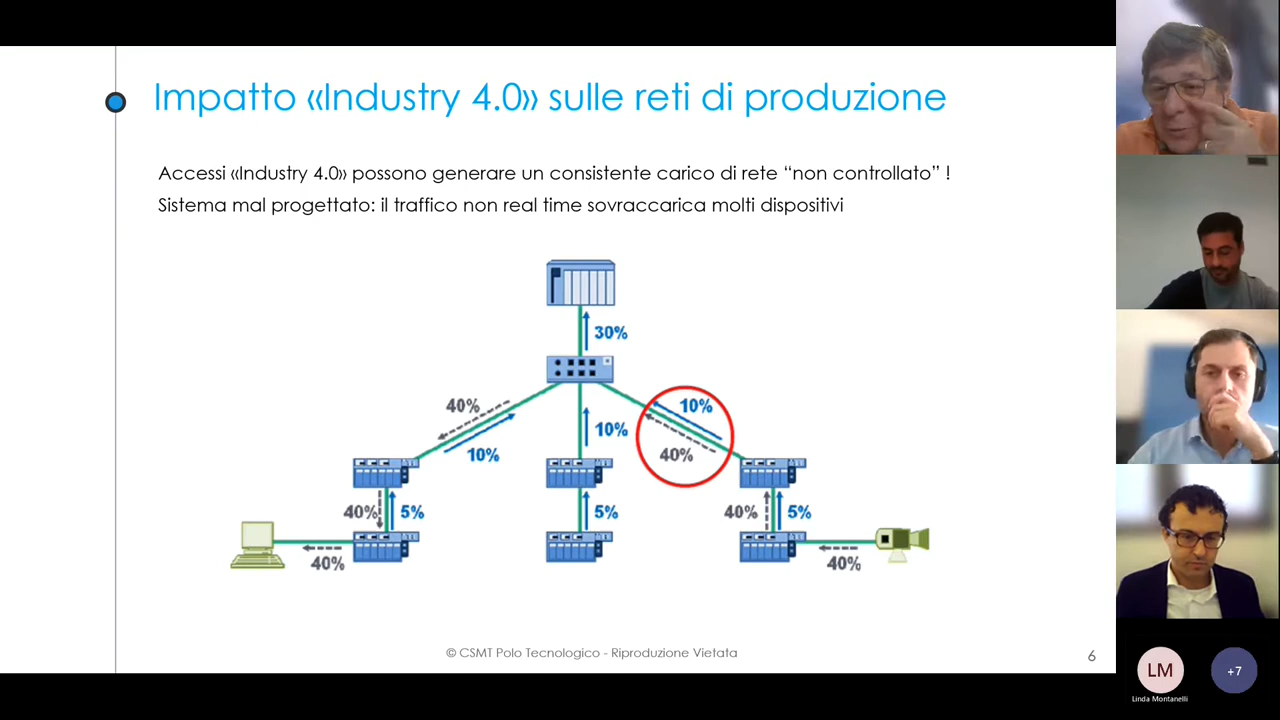 Impatto «Industry 4.0» sulle reti di produzione
Accessi «Industry 4.0» possono generare un consistente carico di rete “non controllato” !
Sistema mal progettato: il traffico non real time sovraccarica molti dispositivi
30%
40%
10%
10%
10%
40%
40%
5%
5%
40%
5%
40%
40%
© CSMT Polo Tecnologico - Riproduzione Vietata
6
LM
Linda Montanelli
+7